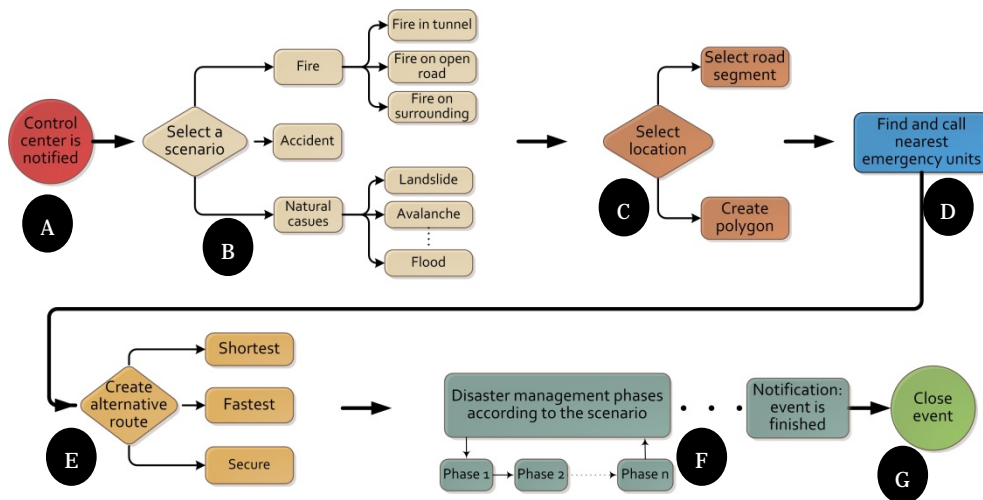 Control
center is
notified
A
Select a
scenario
B
Fire
Fire in tunnel
Fire on open
road
Fire on
surrounding
Accident
Natural
casues
Landslide
Avalanche
Flood
Select
location
C
Select road
segment
Create
polygon
Find and call
nearest
emergency units
D
Create
alternative
route
E
Shortest
Fastest
Secure
Disaster management phases
according to the scenario
Phase 1
Phase 2
Phase n
F
Notification:
event is
finished
Close
event
G